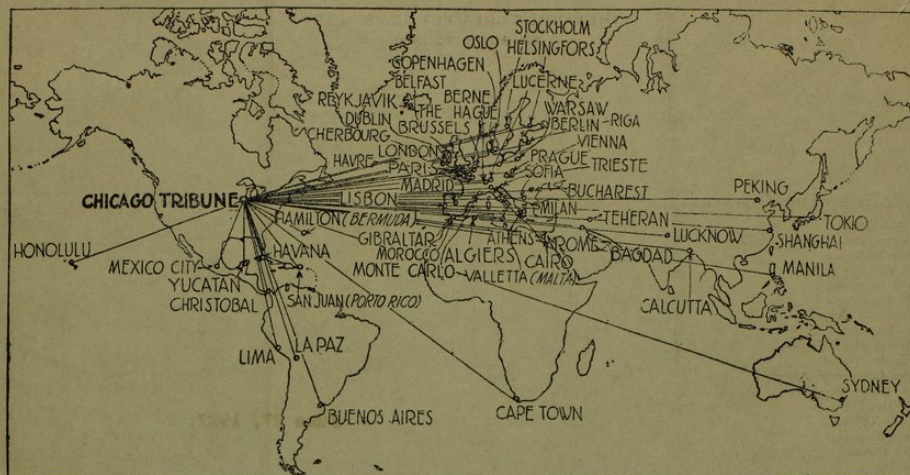 STOCKHOLM
OSLO
HELSINGFORS
COPENHAGEN
BELFAST
LUCERNE
REYKJAVIK
BERNE
WARSAW
DUBLIN
THE HAGUE
BERLIN
RIGA
CHERBOURG
BRUSSELS
VIENNA
HAVRE
LONDON
PRAGUE
TRIESTE
PARIS
SOFIA
MADRID
BUCHAREST
PEKING
CHICAGO TRIBUNE
LISBON
MILAN
HAMILTON (BERMUDA)
TEHERAN
TOKIO
GIBRALTAR
ATHENS
ROME
LUCKNOW
SHANGHAI
HONOLULU
HAVANA
MOROCCO
ALGIERS
CAIRO
BAGDAD
MEXICO CITY
MONTE CARLO
VALLETTA (MALTA)
MANILA
YUCATAN
CHRISTOBAL
SAN JUAN (PORTO RICO)
CALCUTTA
LIMA
LA PAZ
SYDNEY
BUENOS AIRES
CAPE TOWN